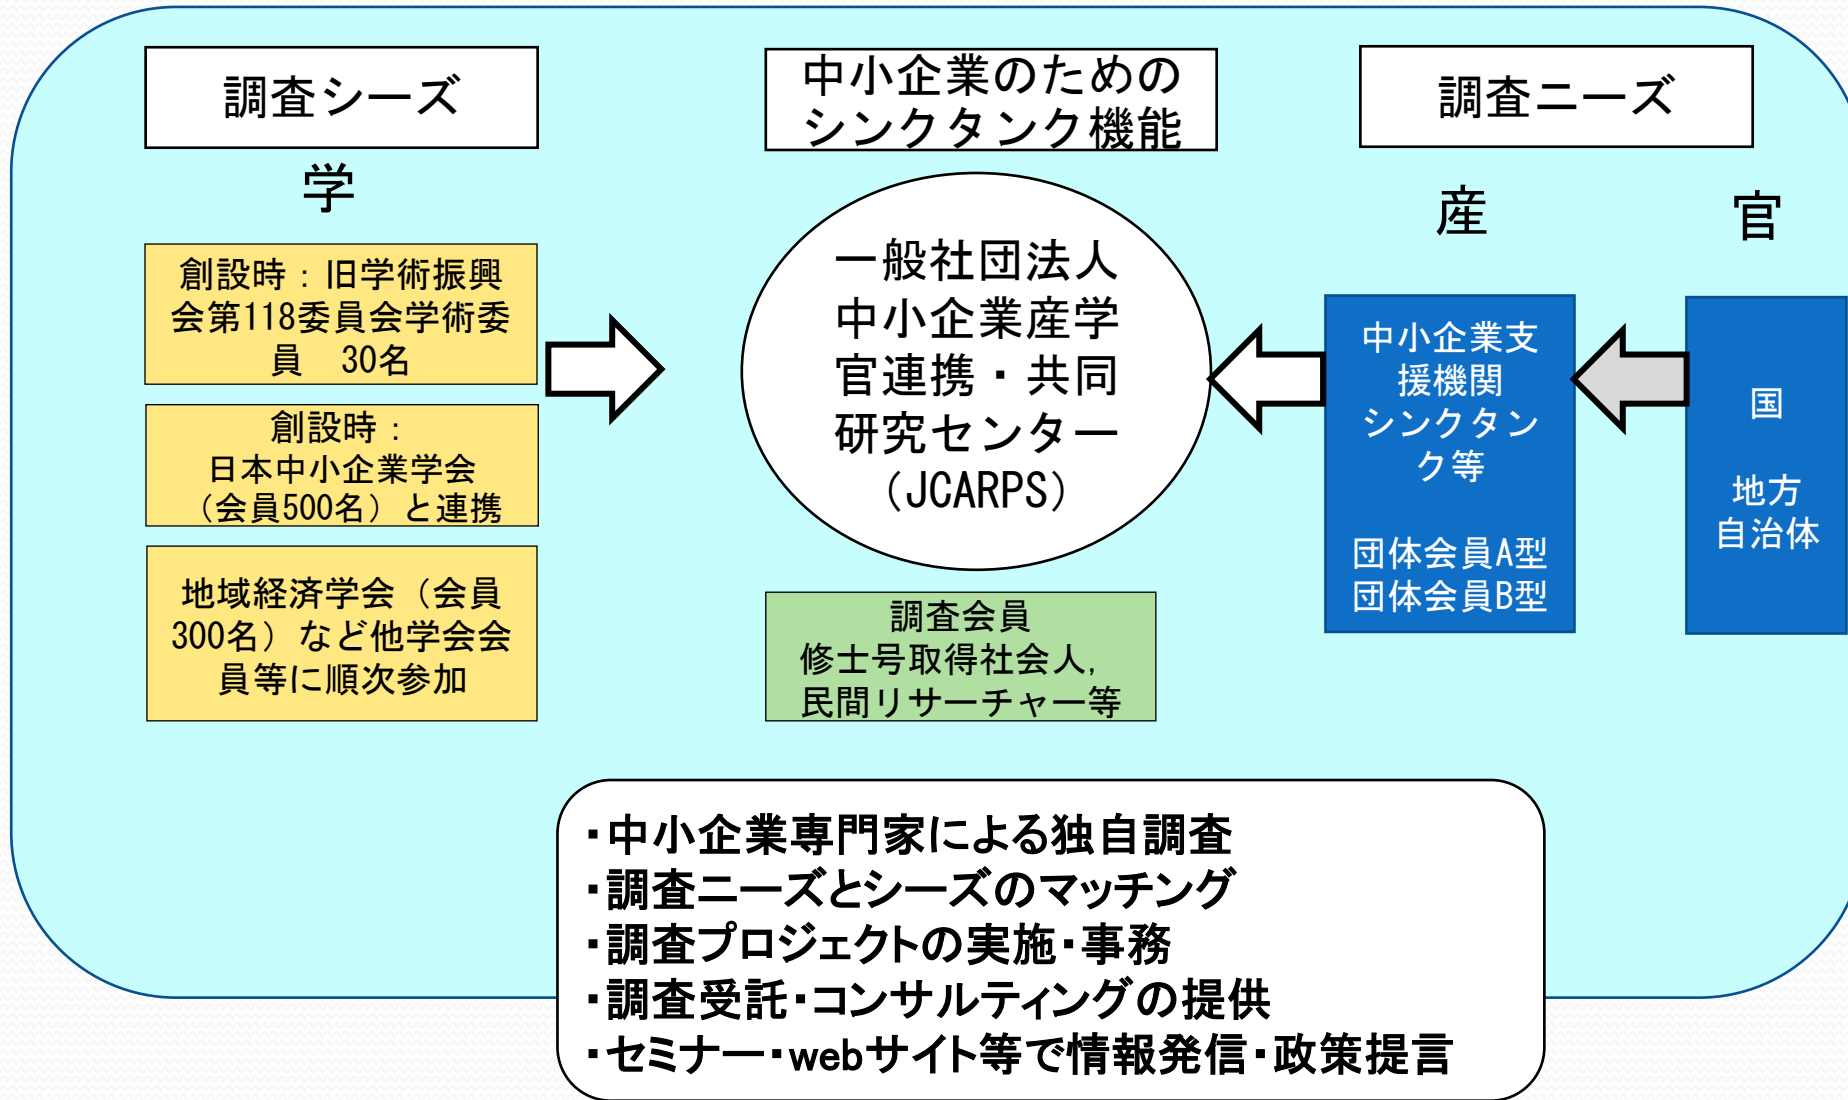 調査シーズ
学
創設時：旧学術振興
会第118委員会学術委
員　30名
創設時：
日本中小企業学会
（会員500名）と連携
地域経済学会（会員
300名）など他学会会
員等に順次参加
中小企業のための
シンクタンク機能
一般社団法人
中小企業産学
官連携・共同
研究センター
（JCARPS）
調査会員
修士号取得社会人,
民間リサーチャー等
調査ニーズ
産
官
中小企業支
援機関
シンクタン
ク等
団体会員A型
団体会員B型
国
地方
自治体
・中小企業専門家による独自調査
・調査ニーズとシーズのマッチング
・調査プロジェクトの実施・事務
・調査受託・コンサルティングの提供
・セミナー・webサイト等で情報発信・政策提言